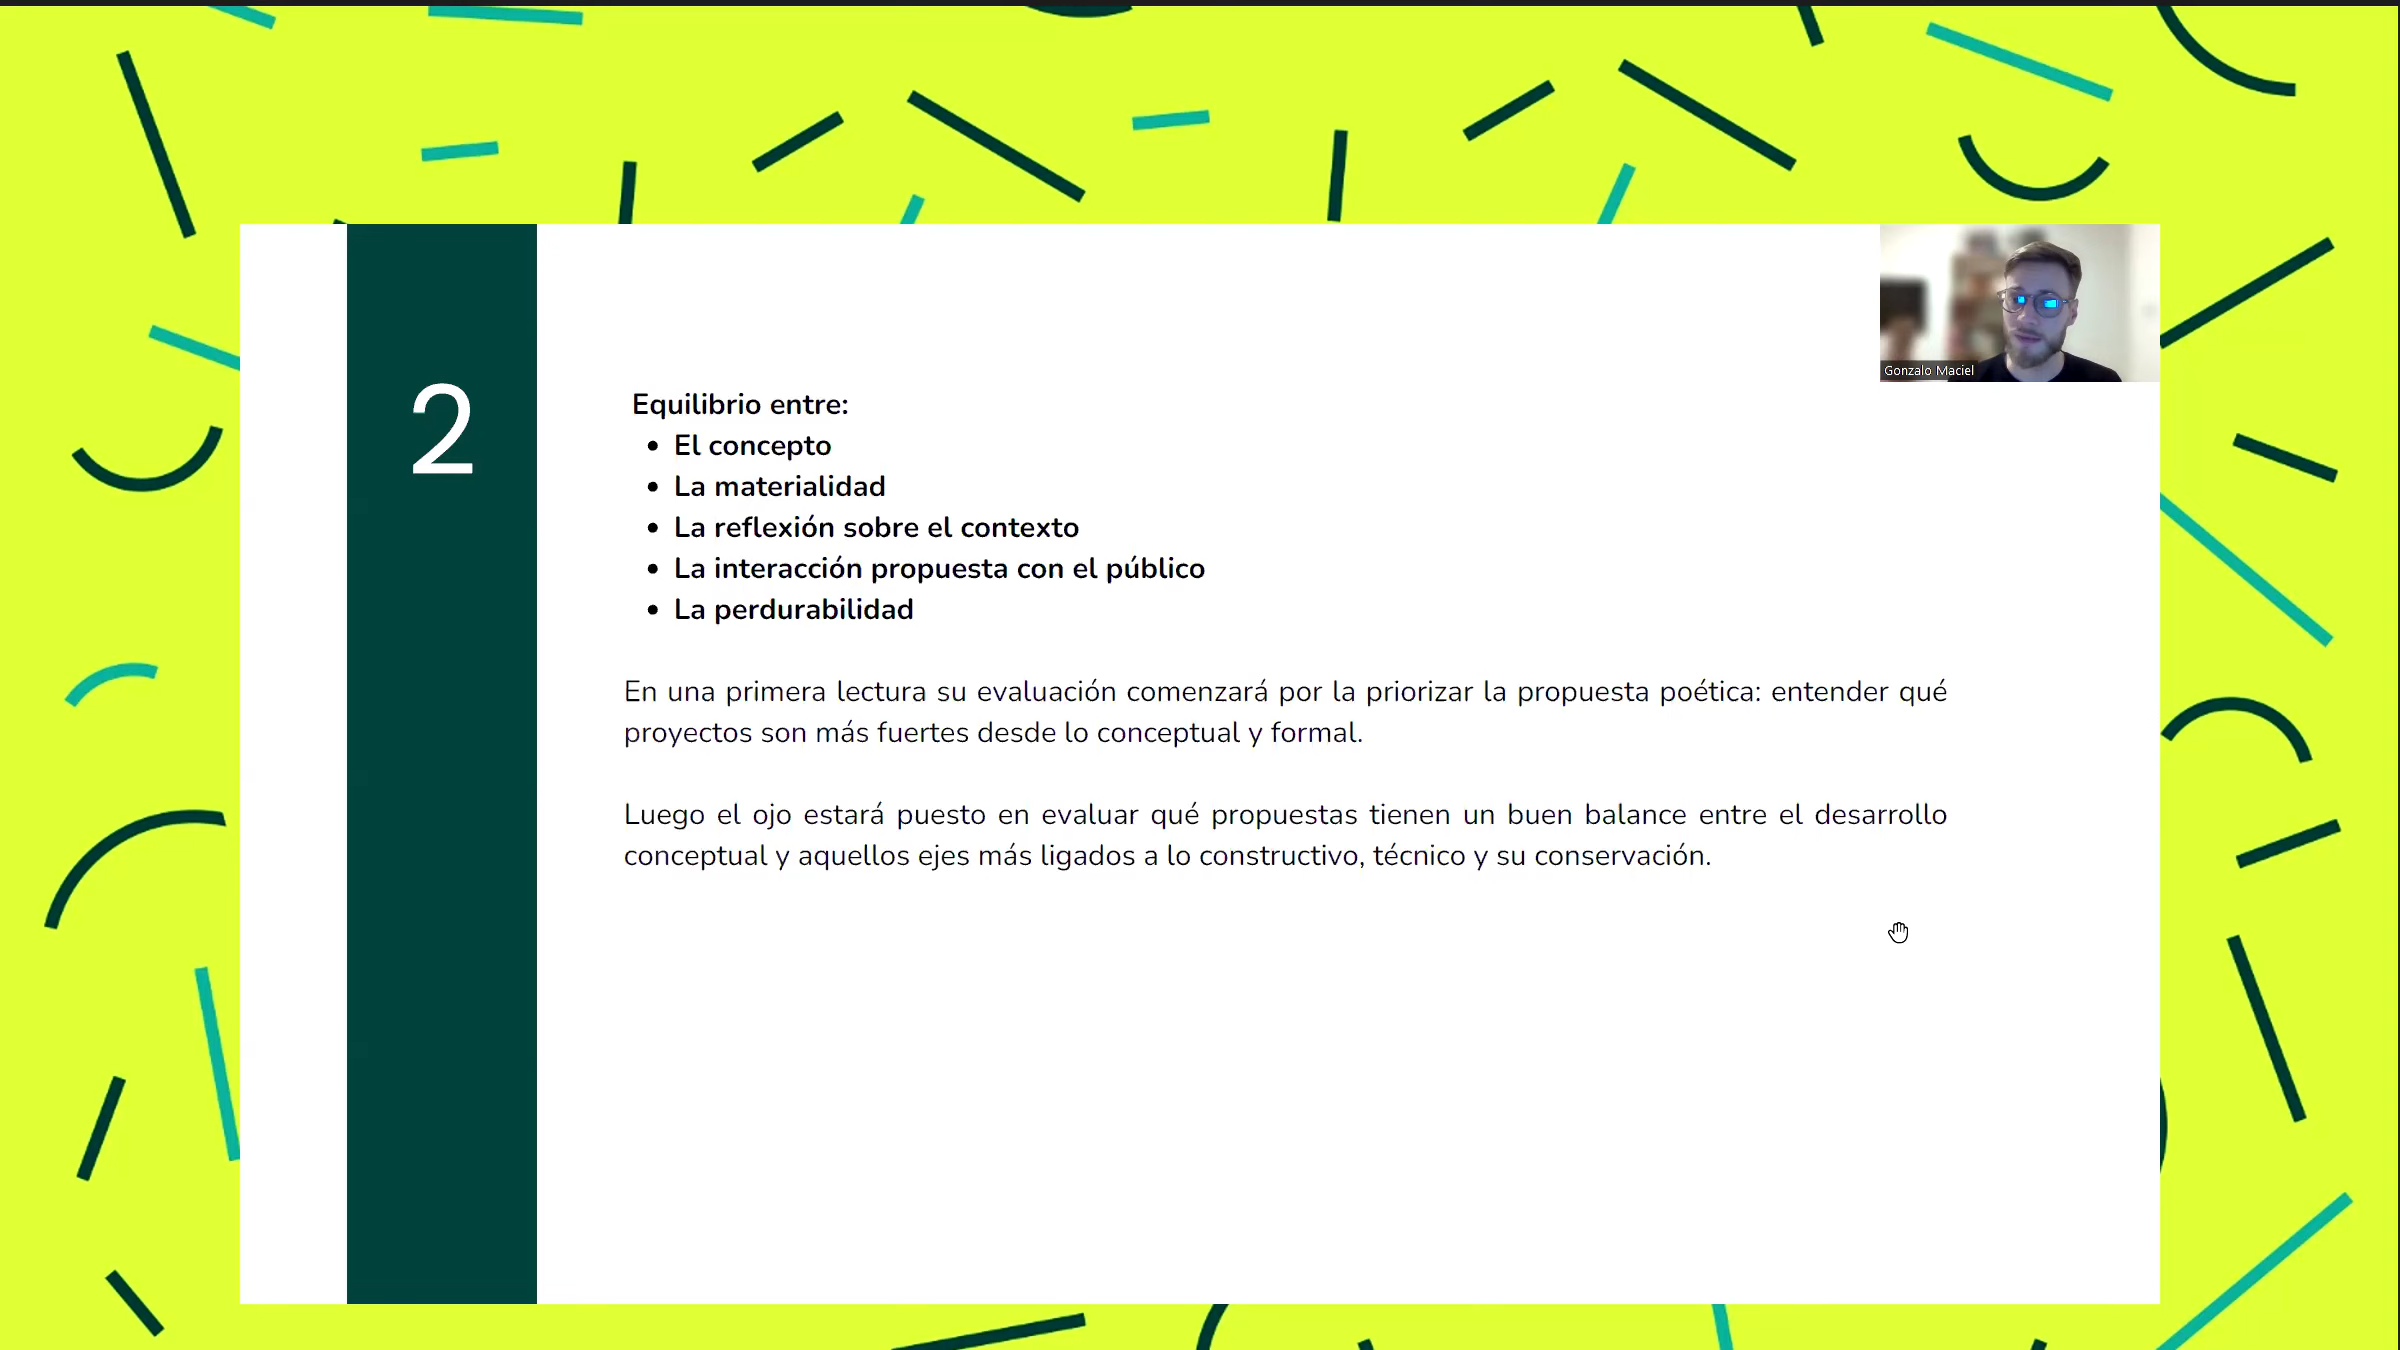 2
Equilibrio entre:
• El concepto
• La materialidad
• La reflexión sobre el contexto
• La interacción propuesta con el público
• La perdurabilidad
En una primera lectura su evaluación comenzará por la priorizar la propuesta poética: entender qué
proyectos son más fuertes desde lo conceptual y formal.
Luego el ojo estará puesto en evaluar qué propuestas tienen un buen balance entre el desarrollo
conceptual y aquellos ejes más ligados a lo constructivo, técnico y su conservación.
Gonzalo Maciel